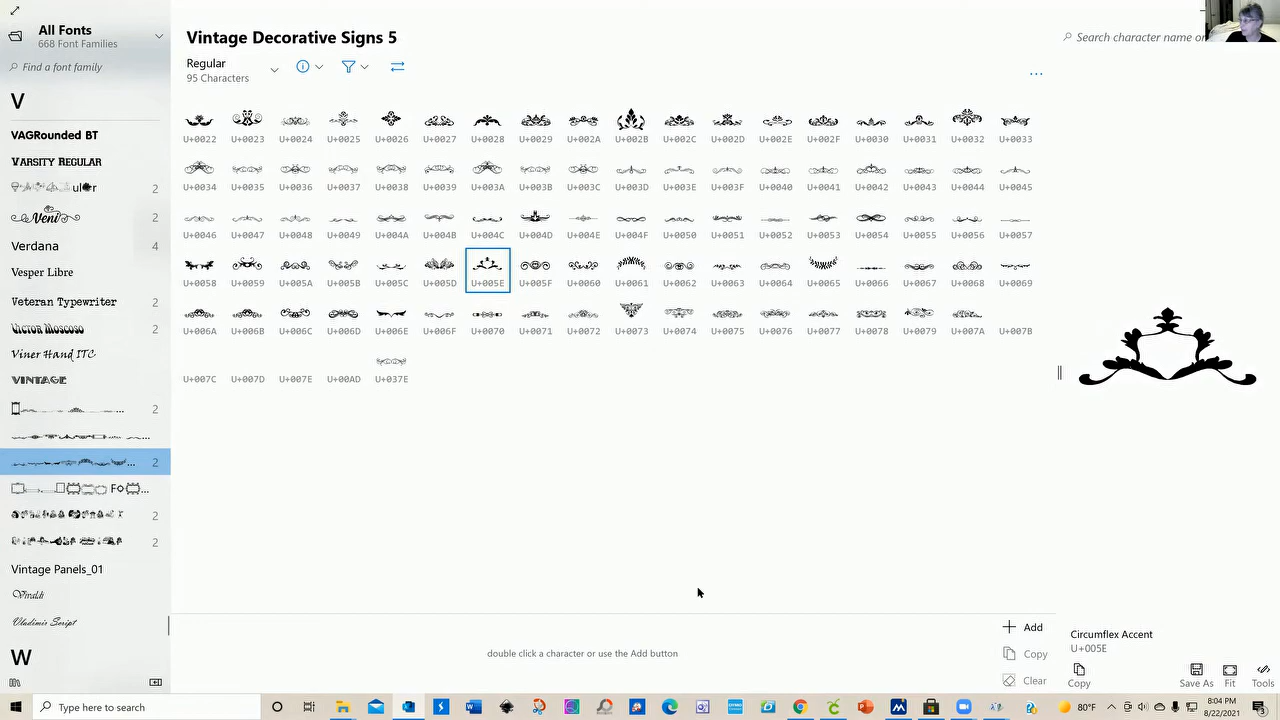 All Fonts
668 Font Families
Find a font family
V
VAGRounded BT
VARSITY REGULAR
uler 2
Veni 2
Verdana 4
Vesper Libre
Veteran Typewriter 2
Victor Moscoso 2
Viner Hand ITC
VINTAGE
... 2
...
... 2
Fo ...
2
2
Vintage Panels_01
Vivaldi
Vladimir Script
W
Vintage Decorative Signs 5
Regular
95 Characters
Search character name or
...
U+0022 U+0023 U+0024 U+0025 U+0026 U+0027 U+0028 U+0029 U+002A U+002B U+002C U+002D U+002E U+002F U+0030 U+0031 U+0032 U+0033
U+0034 U+0035 U+0036 U+0037 U+0038 U+0039 U+003A U+003B U+003C U+003D U+003E U+003F U+0040 U+0041 U+0042 U+0043 U+0044 U+0045
U+0046 U+0047 U+0048 U+0049 U+004A U+004B U+004C U+004D U+004E U+004F U+0050 U+0051 U+0052 U+0053 U+0054 U+0055 U+0056 U+0057
U+0058 U+0059 U+005A U+005B U+005C U+005D U+005E U+005F U+0060 U+0061 U+0062 U+0063 U+0064 U+0065 U+0066 U+0067 U+0068 U+0069
U+006A U+006B U+006C U+006D U+006E U+006F U+0070 U+0071 U+0072 U+0073 U+0074 U+0075 U+0076 U+0077 U+0078 U+0079 U+007A U+007B
U+007C U+007D U+007E U+00AD U+037E
double click a character or use the Add button
Add
Copy
Clear
Circumflex Accent
U+005E
Copy Save As Fit Tools
Type here to search
80°F
8:04 PM
8/22/2021